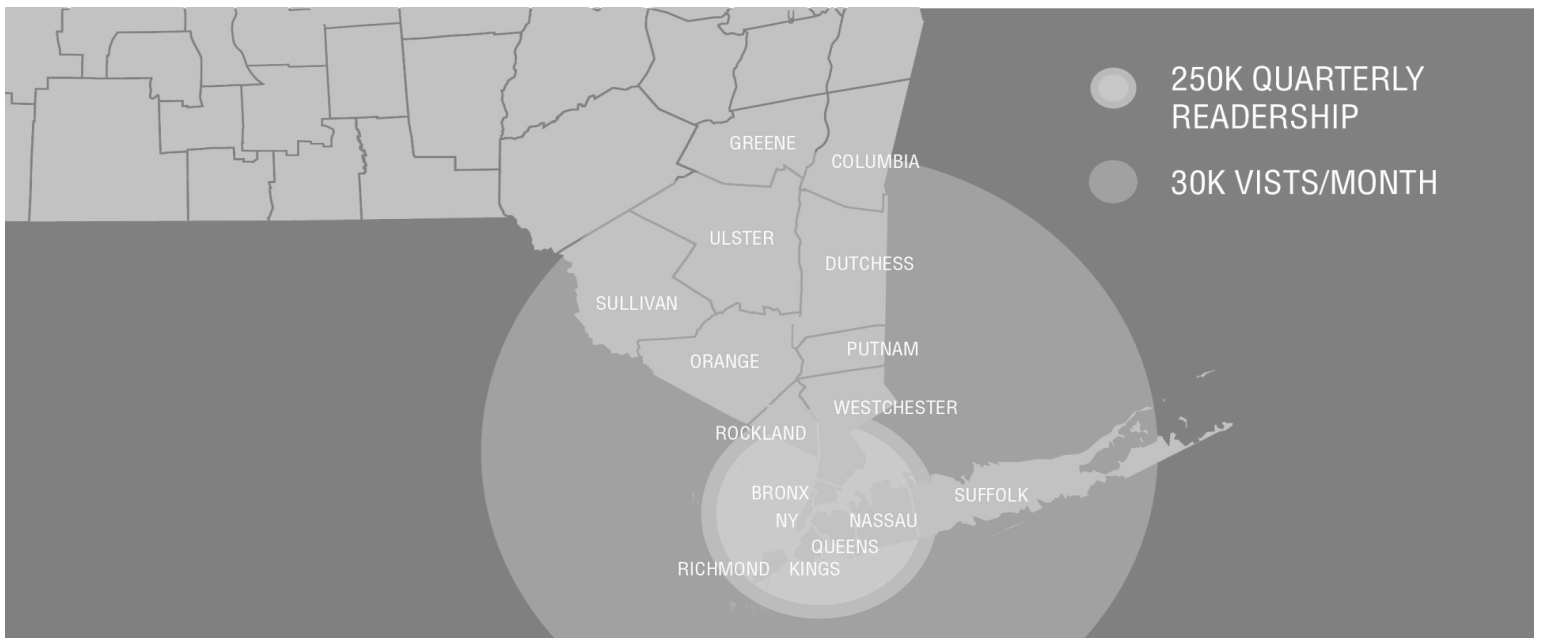 250K QUARTERLY
READERSHIP
30K VISTS/MONTH
GREENE
COLUMBIA
ULSTER
DUTCHESS
SULLIVAN
PUTNAM
ORANGE
WESTCHESTER
ROCKLAND
BRONX
SUFFOLK
NY
NASSAU
QUEENS
RICHMOND
KINGS